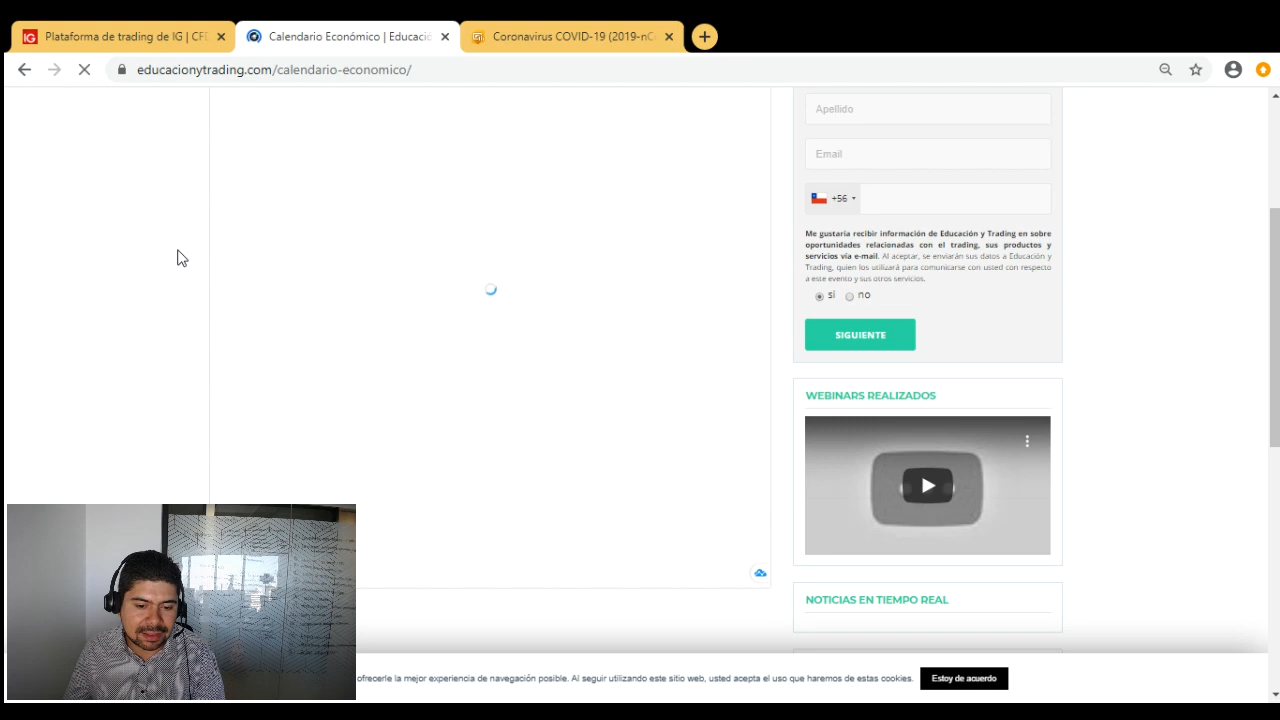 Plataforma de trading de IG | CFD
Calendario Económico | Educació
Coronavirus COVID-19 (2019-nCo
educacionytrading.com/calendario-economico/
Apellido
Email
+56
Me gustaría recibir información de Educación y Trading en sobre
oportunidades relacionadas con el trading, sus productos y
servicios vía e-mail. Al aceptar, se enviarán sus datos a Educación y
Trading, quien los utilizará para comunicarse con usted con respecto
a este evento y sus otros servicios.
si no
SIGUIENTE
WEBINARS REALIZADOS
NOTICIAS EN TIEMPO REAL
ofrecerle la mejor experiencia de navegación posible. Al seguir utilizando este sitio web, usted acepta el uso que haremos de estas cookies.
Estoy de acuerdo